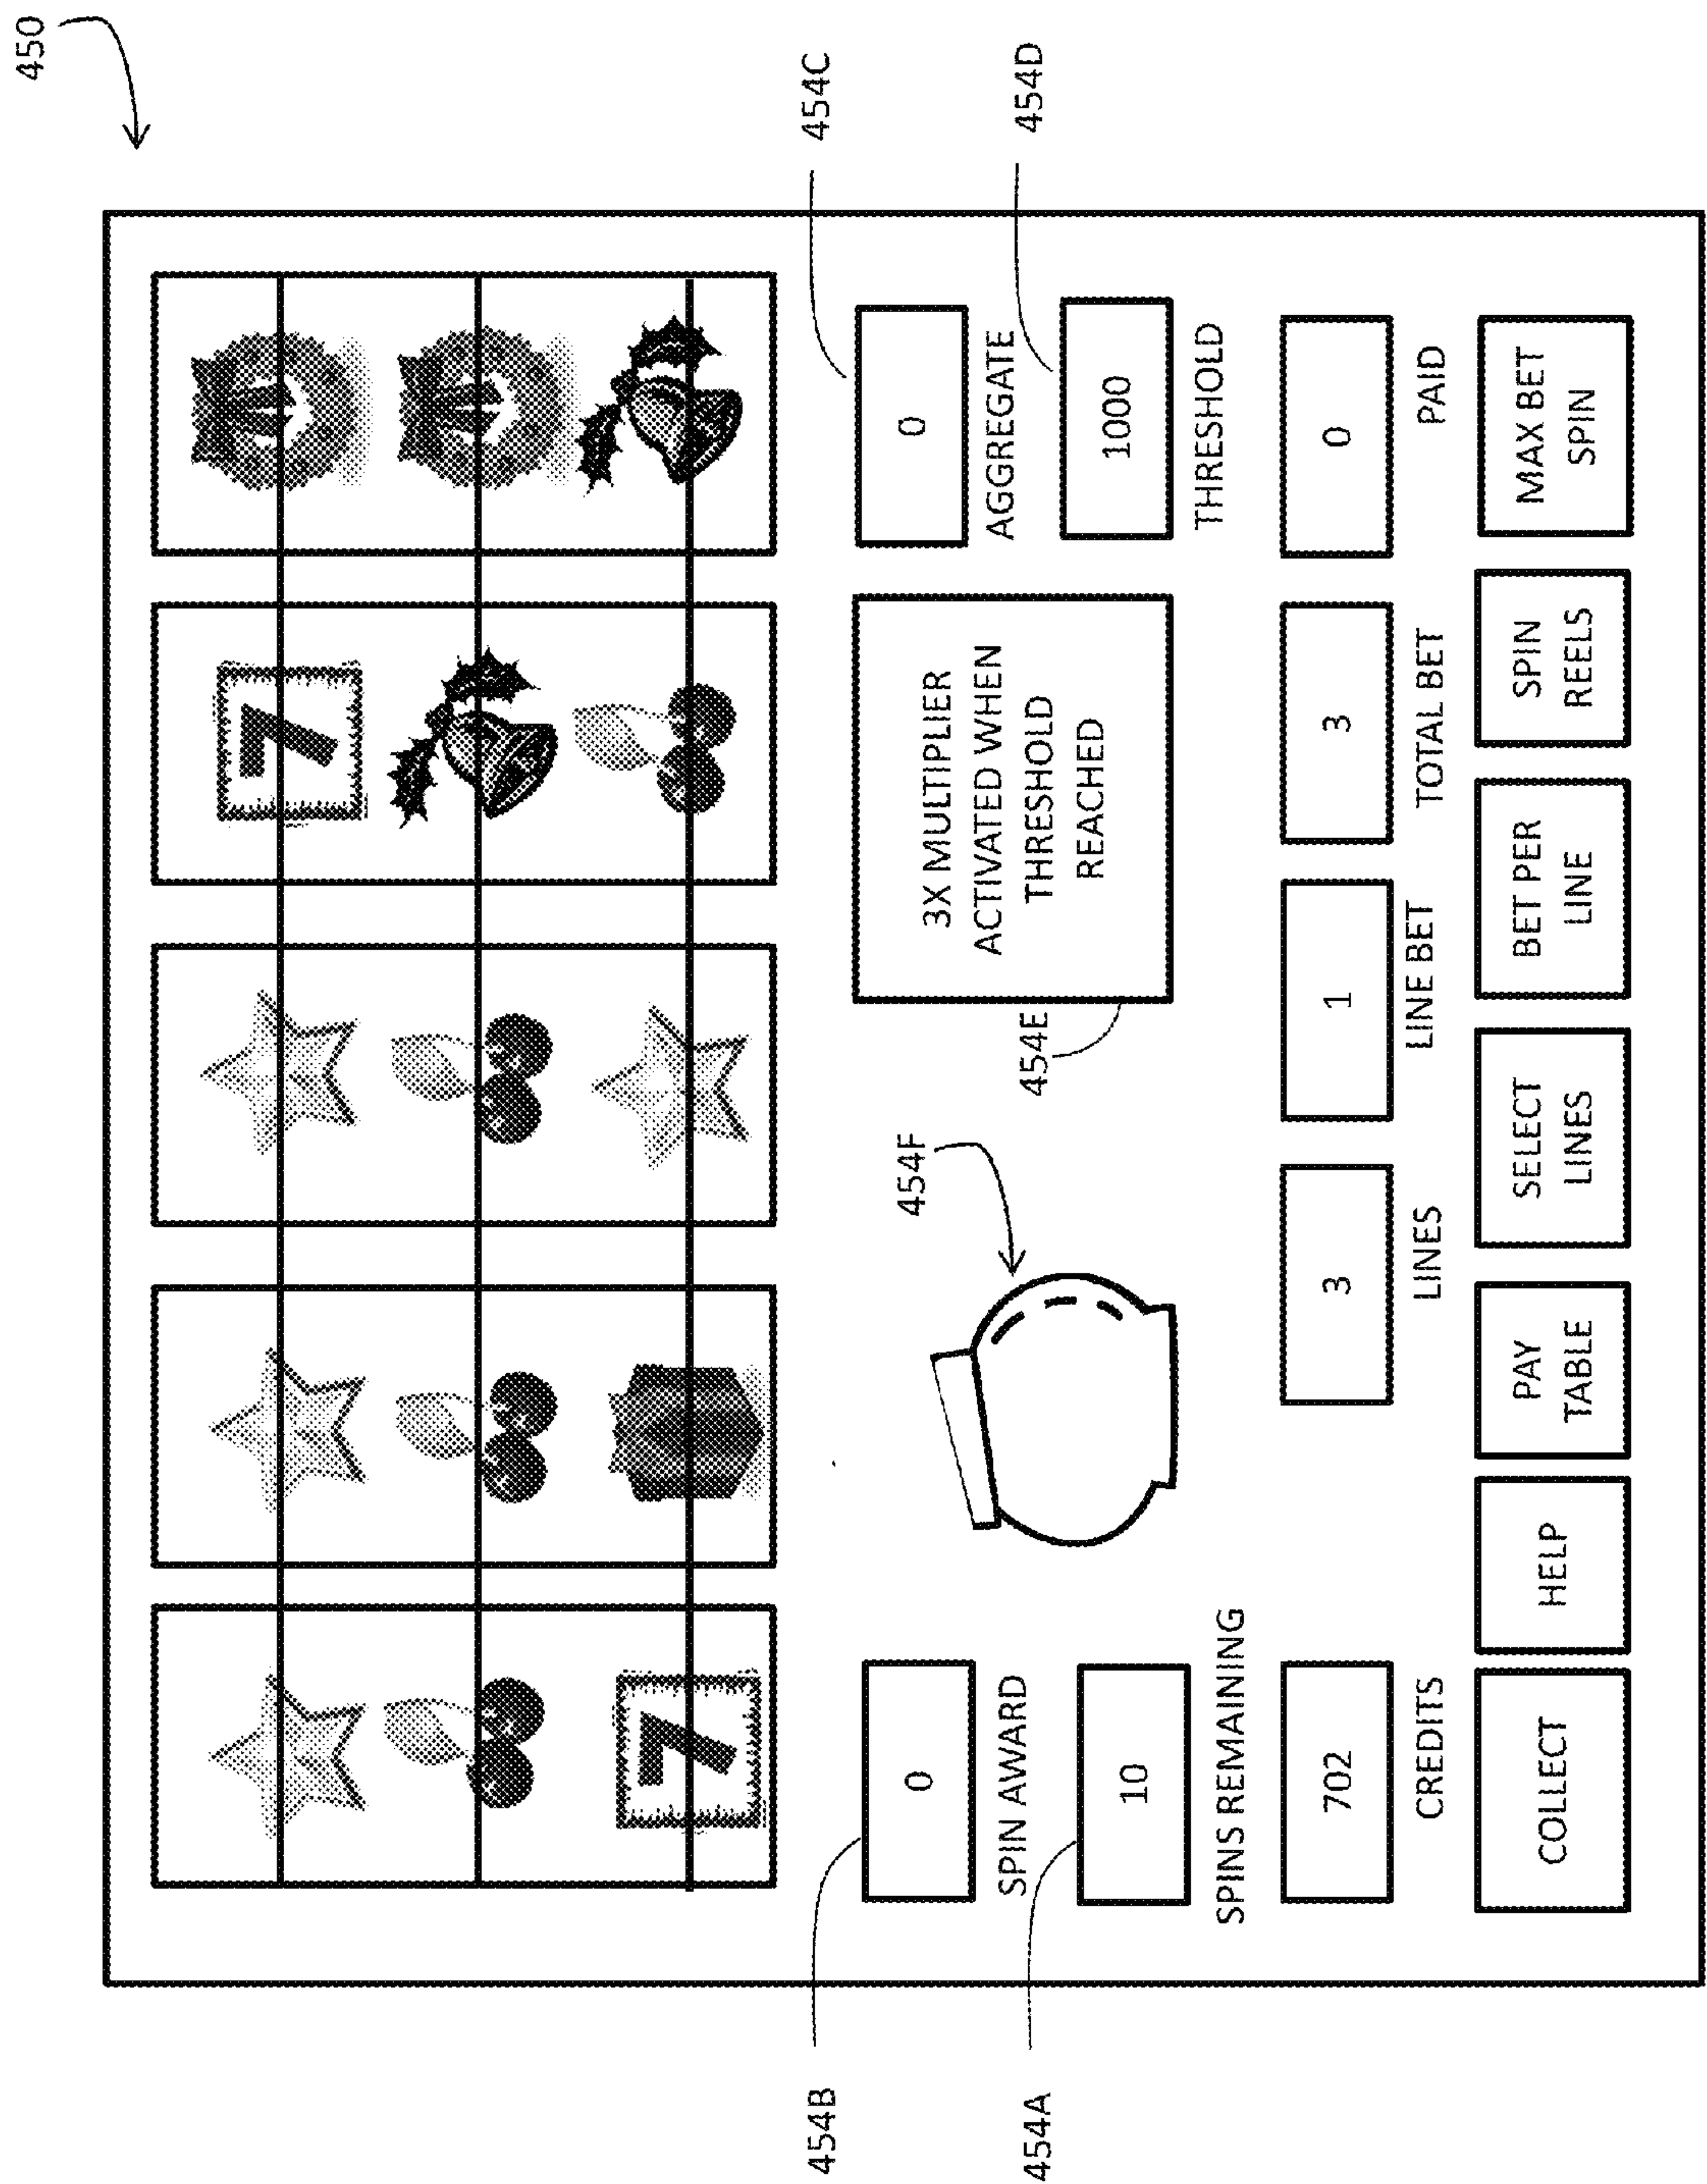 450
7
7
454B
0
SPIN AWARD
454A
10
SPINS REMAINING
454F
454E
3X MULTIPLIER
ACTIVATED WHEN
THRESHOLD
REACHED
454C
0
AGGREGATE
454D
1000
THRESHOLD
702
CREDITS
3
LINES
1
LINE BET
3
TOTAL BET
0
PAID
COLLECT
HELP
PAY
TABLE
SELECT
LINES
BET PER
LINE
SPIN
REELS
MAX BET
SPIN